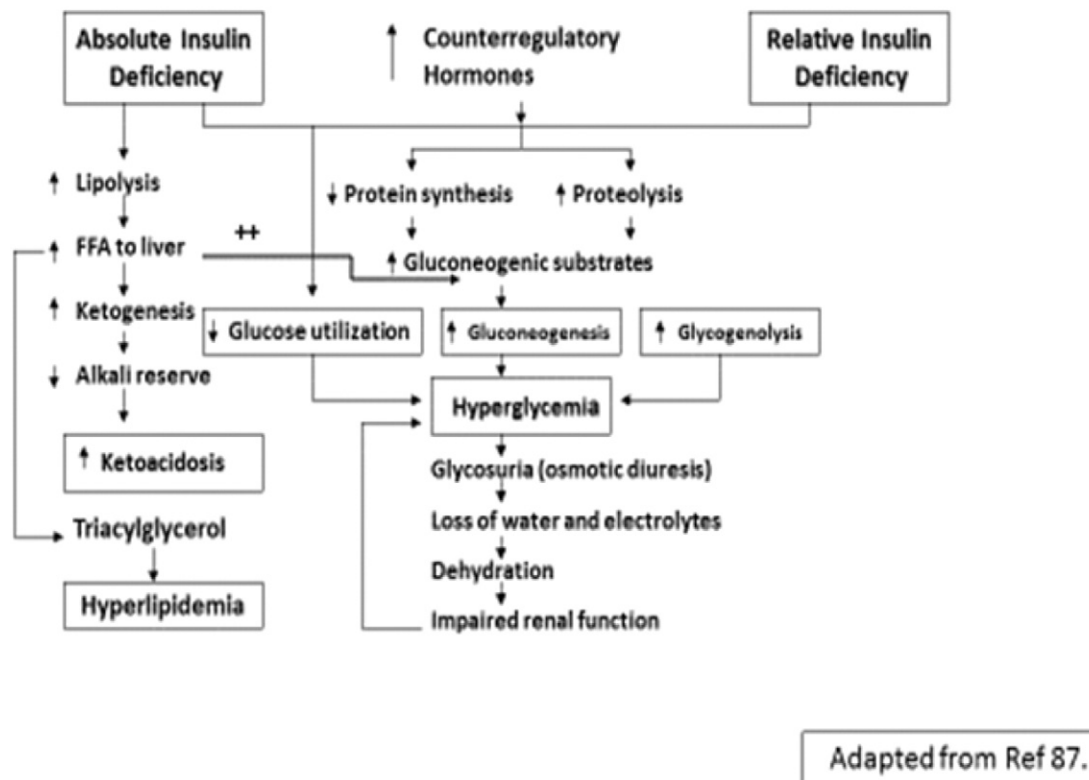 Absolute Insulin
Deficiency
↑ Counterregulatory
Hormones
Relative Insulin
Deficiency
↑ Lipolysis
↓ Protein synthesis
↑ Proteolysis
++
↑ FFA to liver
↑ Gluconeogenic substrates
↑ Ketogenesis
↓ Glucose utilization
↑ Gluconeogenesis
↑ Glycogenolysis
↓ Alkali reserve
Hyperglycemia
↑ Ketoacidosis
Glycosuria (osmotic diuresis)
Triacylglycerol
Loss of water and electrolytes
Dehydration
Hyperlipidemia
Impaired renal function
Adapted from Ref 87.